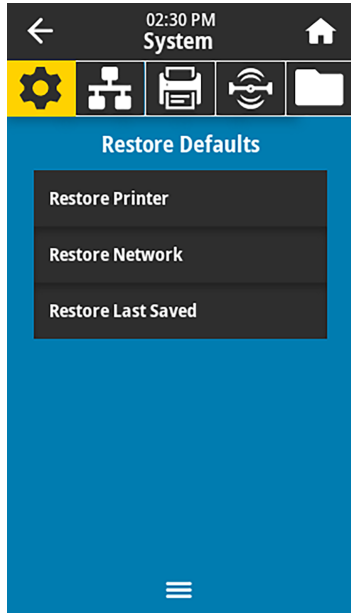 02:30 PM
System
Restore Defaults
Restore Printer
Restore Network
Restore Last Saved